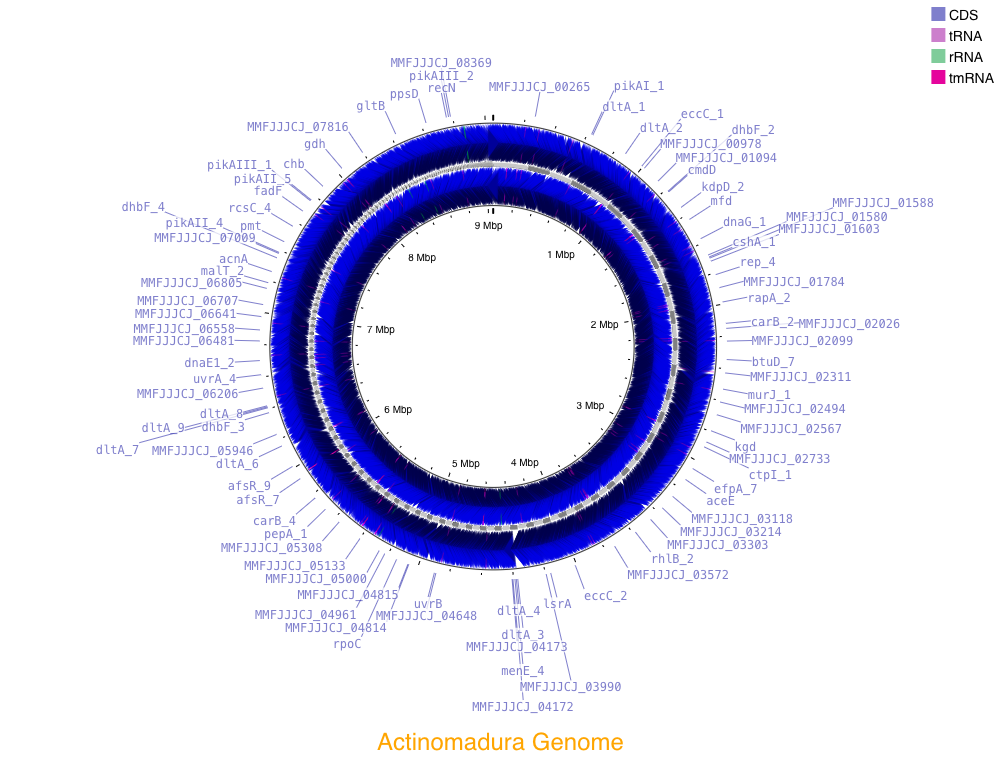 CDS
tRNA
rRNA
tmRNA
MMFJJJCJ_08369
pikAIII_2
recN
ppsD
gltB
MMFJJJCJ_07816
gdh
pikAIII_1
chb
pikAII_5
fadF
dhbF_4
rcsC_4
pikAII_4
pmt
MMFJJJCJ_07009
acnA
malT_2
MMFJJJCJ_06805
MMFJJJCJ_06707
MMFJJJCJ_06641
MMFJJJCJ_06558
MMFJJJCJ_06481
dnaE1_2
uvrA_4
MMFJJJCJ_06206
dltA_8
dltA_9
dhbF_3
dltA_7
MMFJJJCJ_05946
dltA_6
afsR_9
afsR_7
carB_4
pepA_1
MMFJJJCJ_05308
MMFJJJCJ_05133
MMFJJJCJ_05000
MMFJJJCJ_04815
MMFJJJCJ_04961
MMFJJJCJ_04814
rpoC
uvrB
MMFJJJCJ_04648
MMFJJJCJ_00265
pikAI_1
dltA_1
eccC_1
dltA_2
dhbF_2
MMFJJJCJ_00978
MMFJJJCJ_01094
cmdD
kdpD_2
mfd
MMFJJJCJ_01588
MMFJJJCJ_01580
dnaG_1
MMFJJJCJ_01603
cshA_1
rep_4
MMFJJJCJ_01784
rapA_2
carB_2
MMFJJJCJ_02026
MMFJJJCJ_02099
btuD_7
MMFJJJCJ_02311
murJ_1
MMFJJJCJ_02494
MMFJJJCJ_02567
kgd
MMFJJJCJ_02733
ctpI_1
efpA_7
aceE
MMFJJJCJ_03118
MMFJJJCJ_03214
MMFJJJCJ_03303
rhlB_2
MMFJJJCJ_03572
eccC_2
lsrA
dltA_4
dltA_3
MMFJJJCJ_04173
menE_4
MMFJJJCJ_03990
MMFJJJCJ_04172
9 Mbp
1 Mbp
2 Mbp
3 Mbp
4 Mbp
5 Mbp
6 Mbp
7 Mbp
8 Mbp
Actinomadura Genome